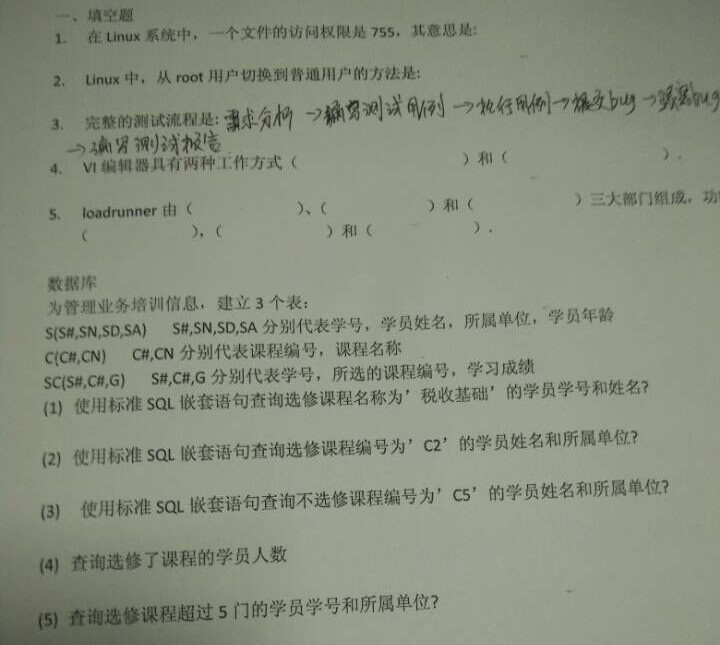 一、填空题
1. 在 Linux 系统中，一个文件的访问权限是 755，其意思是:
2. Linux 中，从 root 用户切换到普通用户的方法是:
3. 完整的测试流程是: 需求分析 →编写测试用例 →执行用例→提交bug →跟踪bug
→编写测试报告
4. VI 编辑器具有两种工作方式（ ）和（ ）.
5. loadrunner 由（ ）、（ ）和（ ）三大部门组成，功
（ ），（ ）和（ ）.
数据库
为管理业务培训信息，建立 3 个表：
S(S#,SN,SD,SA) S#,SN,SD,SA 分别代表学号，学员姓名，所属单位，学员年龄
C(C#,CN) C#,CN 分别代表课程编号，课程名称
SC(S#,C#,G) S#,C#,G 分别代表学号，所选的课程编号，学习成绩
(1) 使用标准 SQL 嵌套语句查询选修课程名称为’税收基础’的学员学号和姓名?
(2) 使用标准 SQL 嵌套语句查询选修课程编号为’C2’的学员姓名和所属单位?
(3) 使用标准 SQL 嵌套语句查询不选修课程编号为’C5’的学员姓名和所属单位?
(4) 查询选修了课程的学员人数
(5) 查询选修课程超过 5 门的学员学号和所属单位?